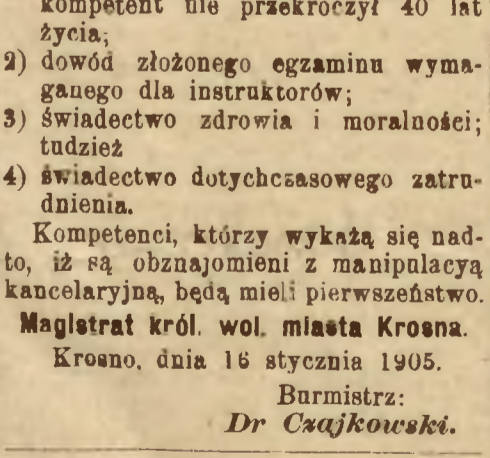 kompetent nie przekroczył 40 lat
życia;
2) dowód złożonego egzaminu wyma-
ganego dla instruktorów;
3) świadectwo zdrowia i moralności;
tudzież
4) świadectwo dotychczasowego zatru-
dnienia.
Kompetenci, którzy wykażą się nad-
to, iż są obznajomieni z manipulacyą
kancelaryjną, będą mieli pierwszeństwo.
Magistrat król. wol. miasta Krosna.
Krosno, dnia 16 stycznia 1905.
Burmistrz:
Dr Czajkowski.